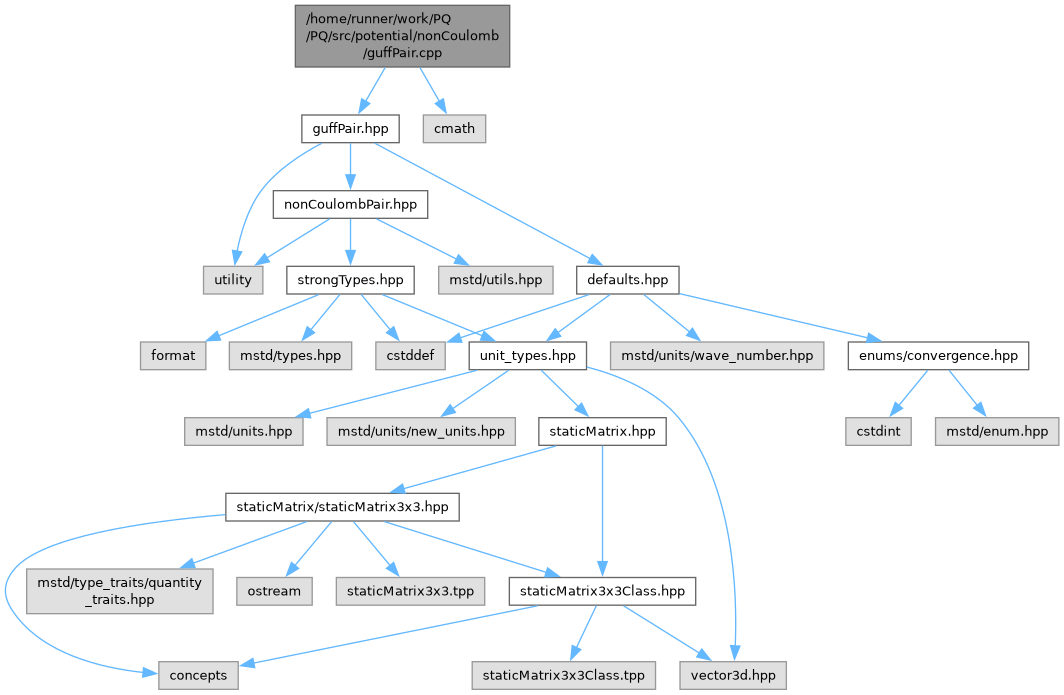 /home/runner/work/PQ
/PQ/src/potential/nonCoulomb
/guffPair.cpp
guffPair.hpp
cmath
nonCoulombPair.hpp
utility
strongTypes.hpp
mstd/utils.hpp
defaults.hpp
format
mstd/types.hpp
cstddef
unit_types.hpp
mstd/units/wave_number.hpp
enums/convergence.hpp
mstd/units.hpp
mstd/units/new_units.hpp
staticMatrix.hpp
cstdint
mstd/enum.hpp
staticMatrix/staticMatrix3x3.hpp
mstd/type_traits/quantity
_traits.hpp
ostream
staticMatrix3x3.tpp
staticMatrix3x3Class.hpp
concepts
staticMatrix3x3Class.tpp
vector3d.hpp